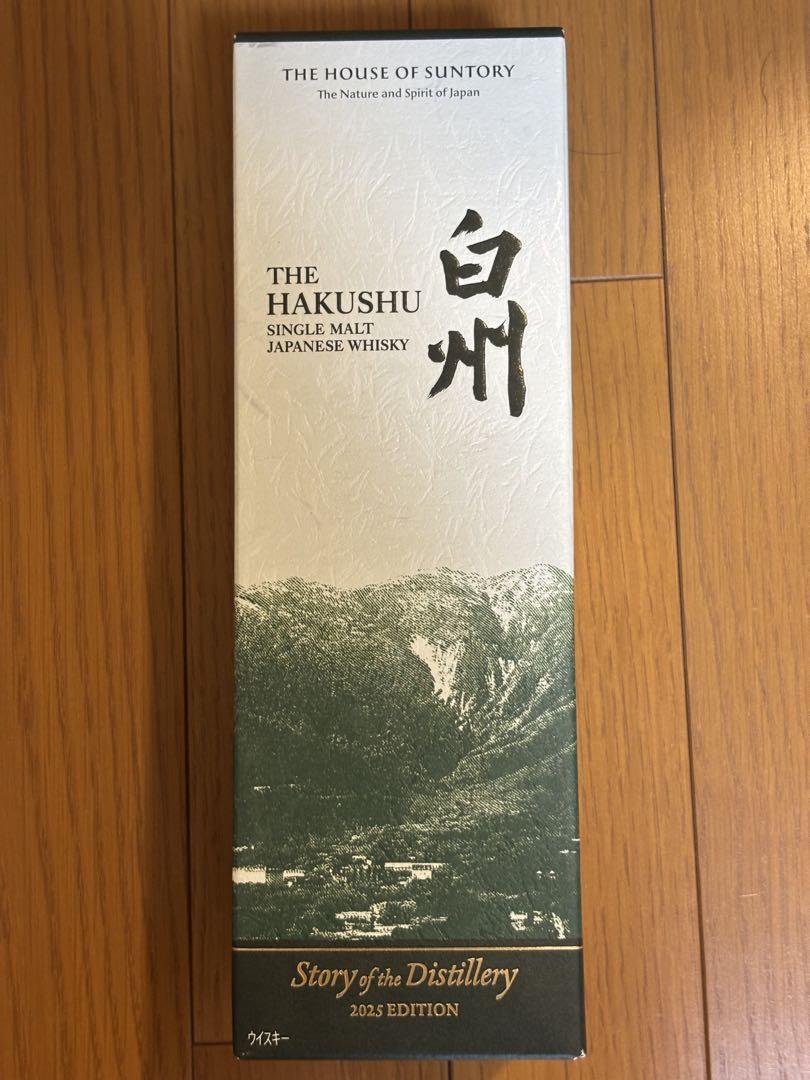 THE HOUSE OF SUNTORY
The Nature and Spirit of Japan
白州
THE
HAKUSHU
SINGLE MALT
JAPANESE WHISKY
Story of the Distillery
2025 EDITION
ウイスキー